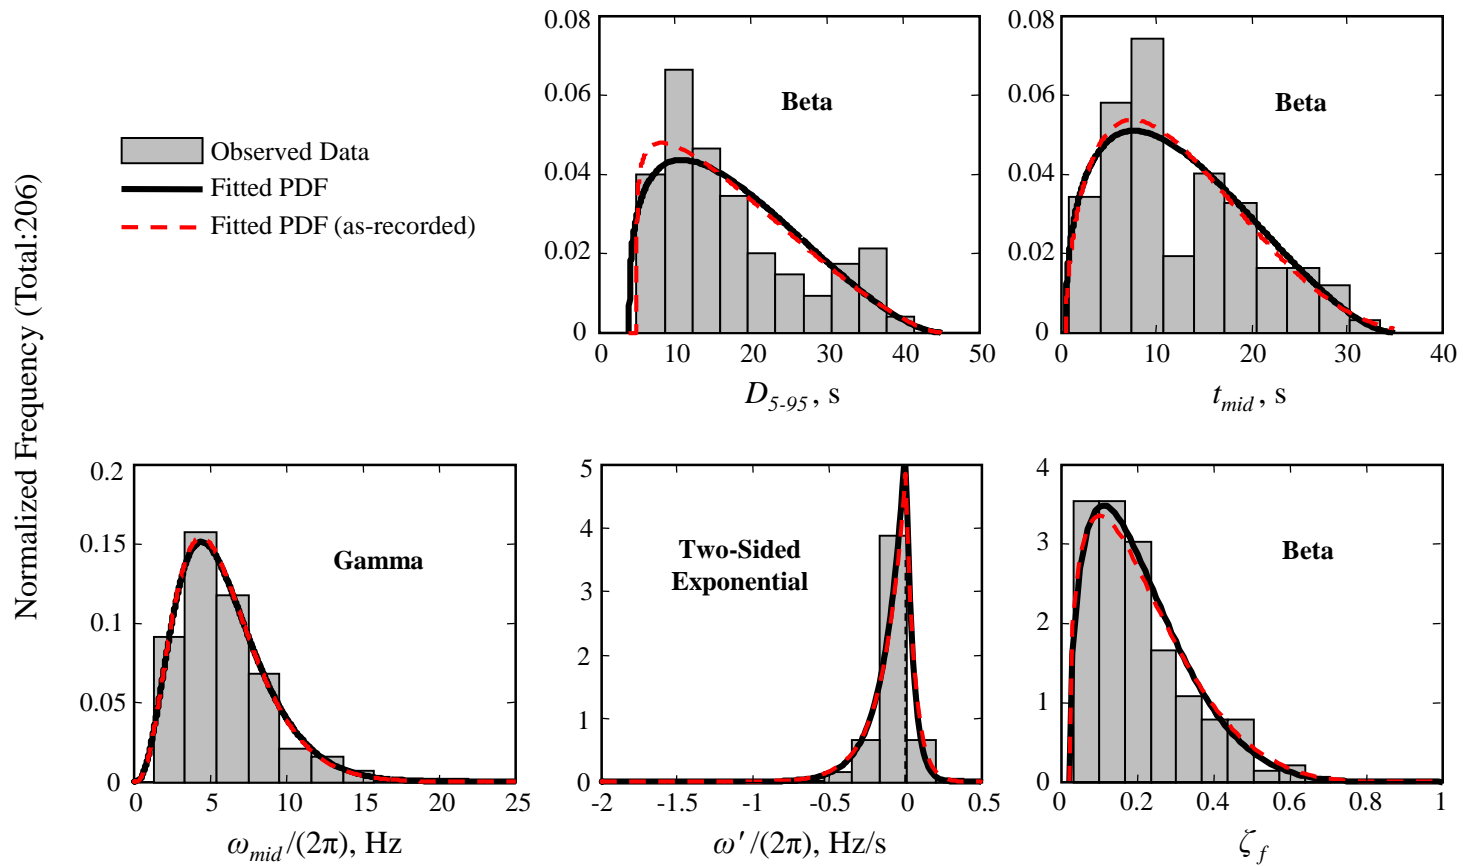 Normalized Frequency (Total:206)
Observed Data
Fitted PDF
Fitted PDF (as-recorded)
0.08
0.06
0.04
0.02
0
Beta
0 10 20 30 40 50
D5-95, s
0.08
0.06
0.04
0.02
0
Beta
0 10 20 30 40
tmid, s
0.2
0.15
0.1
0.05
0
Gamma
0 5 10 15 20 25
ωmid/(2π), Hz
5
4
3
2
1
0
Two-Sided
Exponential
-2 -1.5 -1 -0.5 0 0.5
ω′/(2π), Hz/s
4
3
2
1
0
Beta
0 0.2 0.4 0.6 0.8 1
ζf